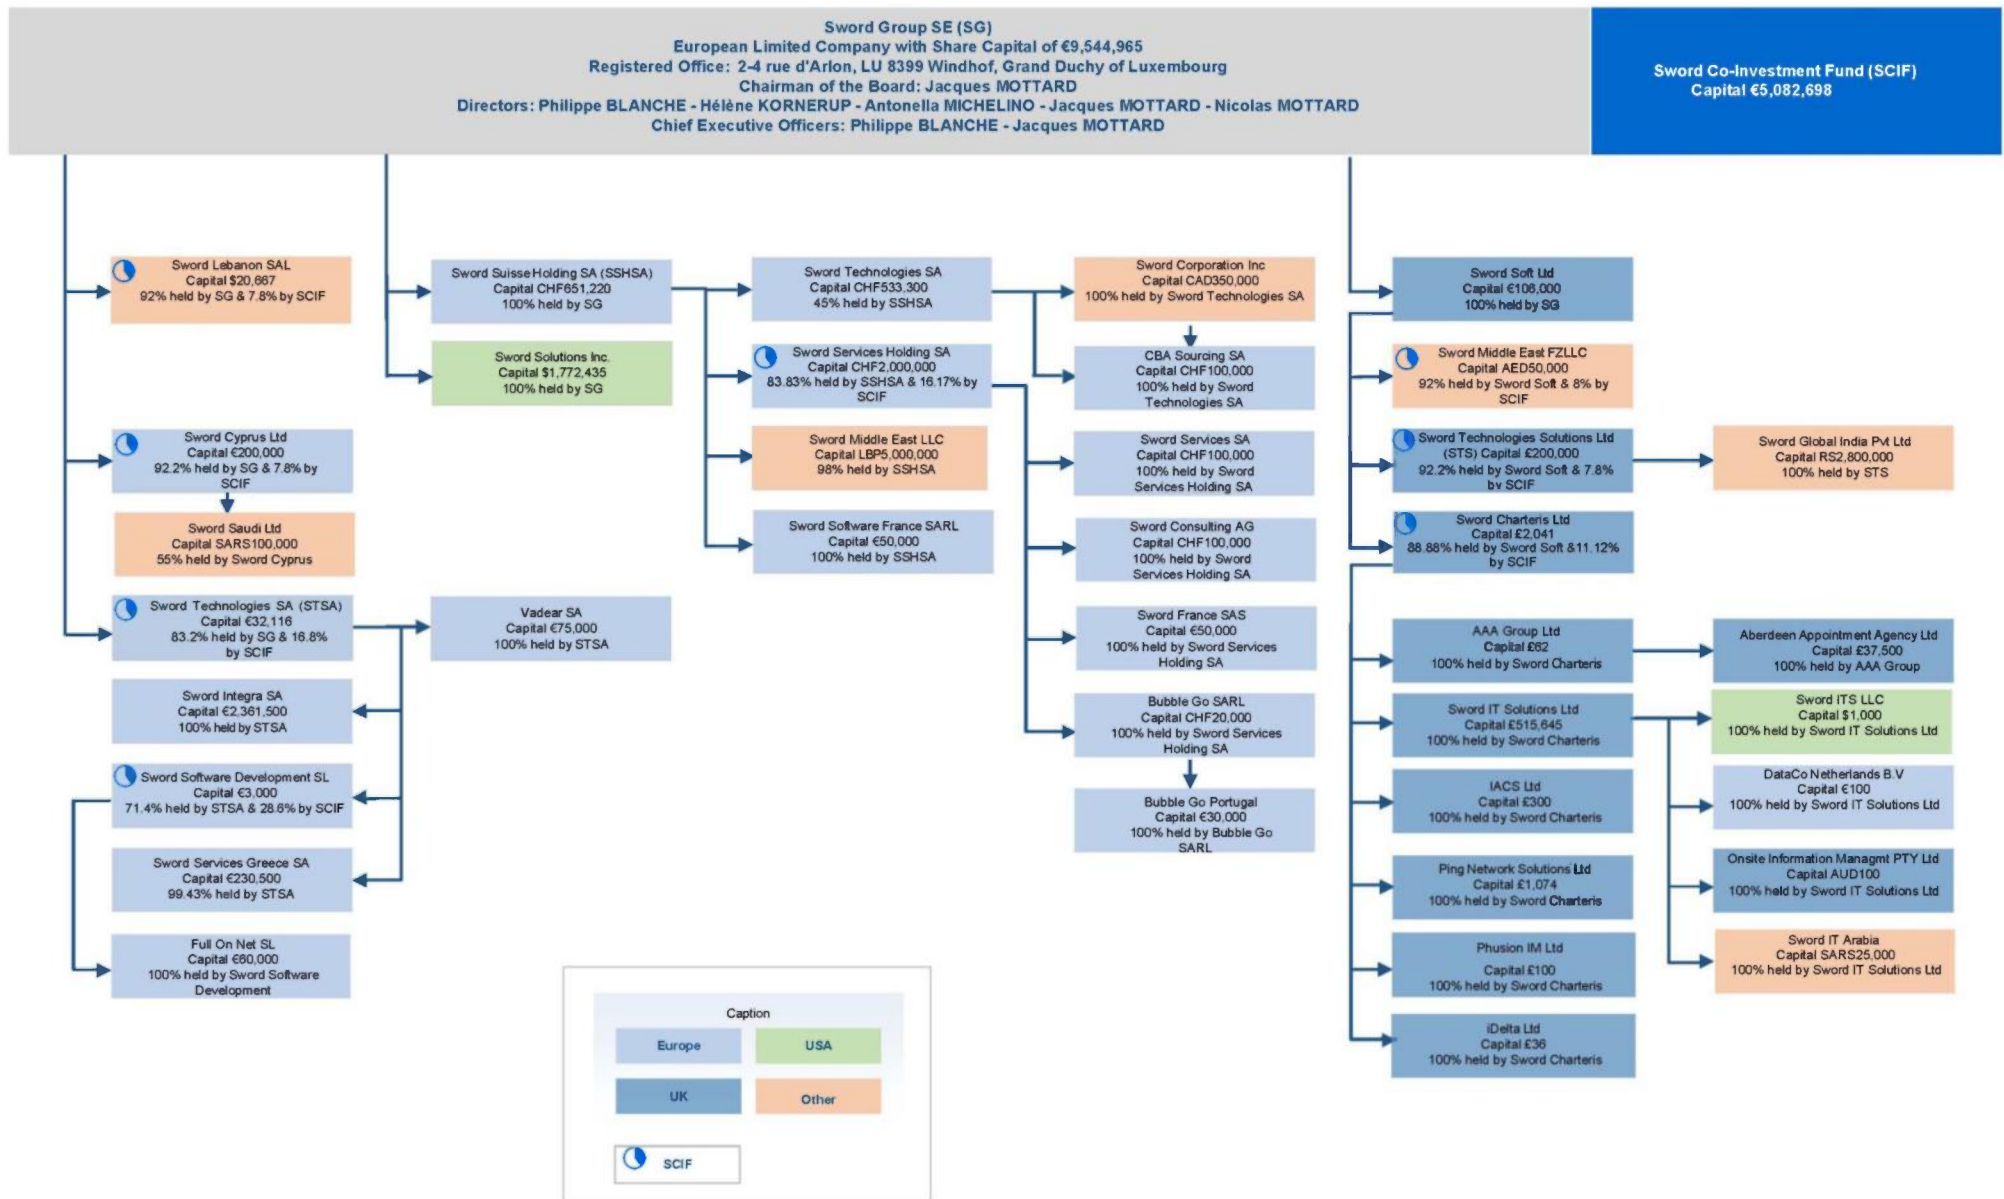 Sword Group SE (SG)
European Limited Company with Share Capital of €9,544,965
Registered Office: 2-4 rue d'Arlon, LU 8399 Windhof, Grand Duchy of Luxembourg
Chairman of the Board: Jacques MOTTARD
Directors: Philippe BLANCHE - Hélène KORNERUP - Antonella MICHELINO - Jacques MOTTARD - Nicolas MOTTARD
Chief Executive Officers: Philippe BLANCHE - Jacques MOTTARD
Sword Co-Investment Fund (SCIF)
Capital €5,082,698
Sword Lebanon SAL
Capital $20,667
92% held by SG & 7.8% by SCIF
Sword Cyprus Ltd
Capital €200,000
92.2% held by SG & 7.8% by
SCIF
Sword Saudi Ltd
Capital SARS100,000
55% held by Sword Cyprus
Sword Technologies SA (STSA)
Capital €32,116
83.2% held by SG & 16.8%
by SCIF
Sword Integra SA
Capital €2,361,500
100% held by STSA
Sword Software Development SL
Capital €3,000
71.4% held by STSA & 28.6% by SCIF
Sword Services Greece SA
Capital €230,500
99.43% held by STSA
Full On Net SL
Capital €60,000
100% held by Sword Software
Development
Sword Suisse Holding SA (SSHSA)
Capital CHF651,220
100% held by SG
Sword Solutions Inc.
Capital $1,772,435
100% held by SG
Vadear SA
Capital €75,000
100% held by STSA
Sword Technologies SA
Capital CHF533,300
45% held by SSHSA
Sword Services Holding SA
Capital CHF2,000,000
83.83% held by SSHSA & 16.17% by
SCIF
Sword Middle East LLC
Capital LBP5,000,000
98% held by SSHSA
Sword Software France SARL
Capital €50,000
100% held by SSHSA
Sword Corporation Inc
Capital CAD350,000
100% held by Sword Technologies SA
CBA Sourcing SA
Capital CHF100,000
100% held by Sword
Technologies SA
Sword Services SA
Capital CHF100,000
100% held by Sword
Services Holding SA
Sword Consulting AG
Capital CHF100,000
100% held by Sword
Services Holding SA
Sword France SAS
Capital €50,000
100% held by Sword Services
Holding SA
Bubble Go SARL
Capital CHF20,000
100% held by Sword Services
Holding SA
Bubble Go Portugal
Capital €30,000
100% held by Bubble Go
SARL
Sword Soft Ltd
Capital €106,000
100% held by SG
Sword Middle East FZLLC
Capital AED50,000
92% held by Sword Soft & 8% by
SCIF
Sword Technologies Solutions Ltd
(STS) Capital £200,000
92.2% held by Sword Soft & 7.8%
by SCIF
Sword Global India Pvt Ltd
Capital RS2,800,000
100% held by STS
Sword Charteris Ltd
Capital £2,041
88.88% held by Sword Soft &11.12%
by SCIF
AAA Group Ltd
Capital £62
100% held by Sword Charteris
Aberdeen Appointment Agency Ltd
Capital £37,500
100% held by AAA Group
Sword IT Solutions Ltd
Capital £515,645
100% held by Sword Charteris
Sword ITS LLC
Capital $1,000
100% held by Sword IT Solutions Ltd
IACS Ltd
Capital £300
100% held by Sword Charteris
DataCo Netherlands B.V
Capital €100
100% held by Sword IT Solutions Ltd
Ping Network Solutions Ltd
Capital £1,074
100% held by Sword Charteris
Onsite Information Managmt PTY Ltd
Capital AUD100
100% held by Sword IT Solutions Ltd
Phusion IM Ltd
Capital £100
100% held by Sword Charteris
Sword IT Arabia
Capital SARS25,000
100% held by Sword IT Solutions Ltd
iDelta Ltd
Capital £36
100% held by Sword Charteris
Caption
Europe
USA
UK
Other
SCIF